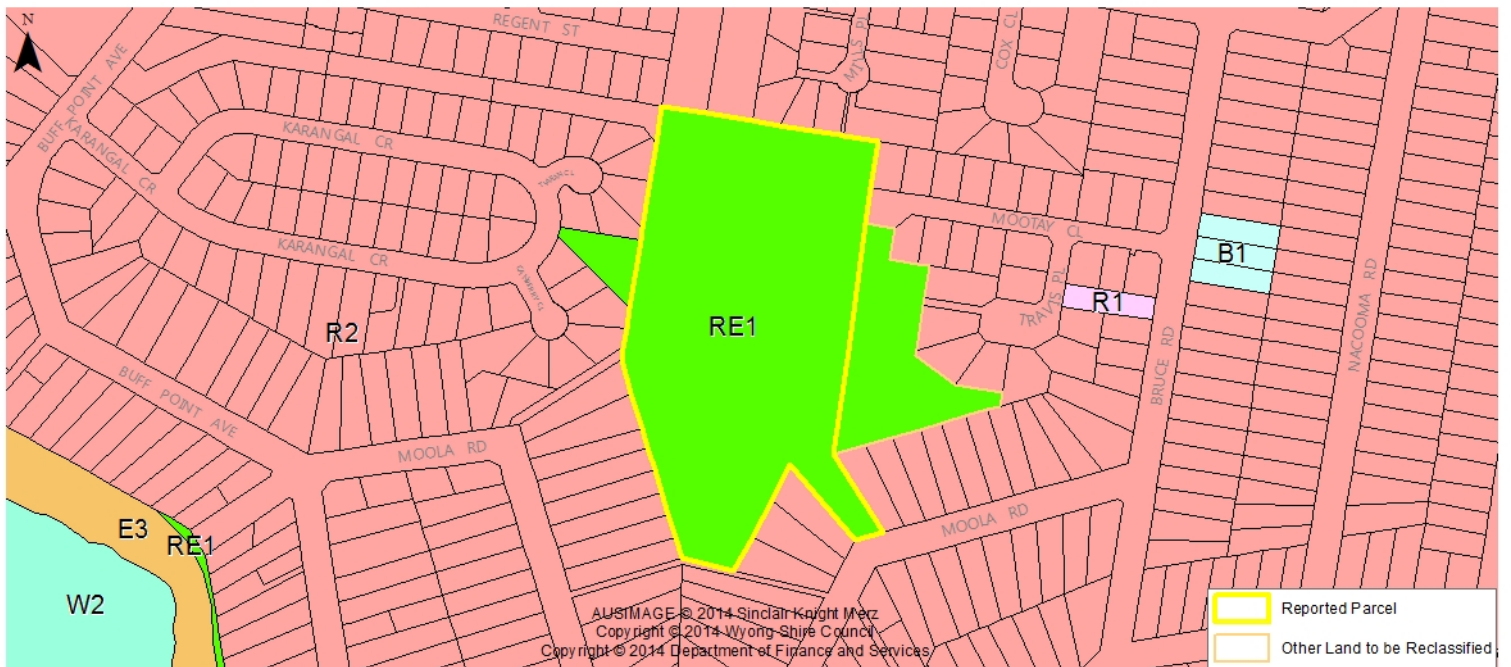 N
REGENT ST
MIVS PL
COX CL
BUFF POINT AVE
KARANGAL CR
KARANGAL CR
MOOTAY CL
B1
KARANGAL CR
TRAVIS PL
R1
NACOOMA RD
R2
RE1
BRUCE RD
BUFF POINT AVE
MOOLA RD
MOOLA RD
E3
RE1
W2
AUSIMAGE © 2014 Sinclair Knight Merz
Copyright © 2014 Wyong Shire Council
Copyright © 2014 Department of Finance and Services
Reported Parcel
Other Land to be Reclassified